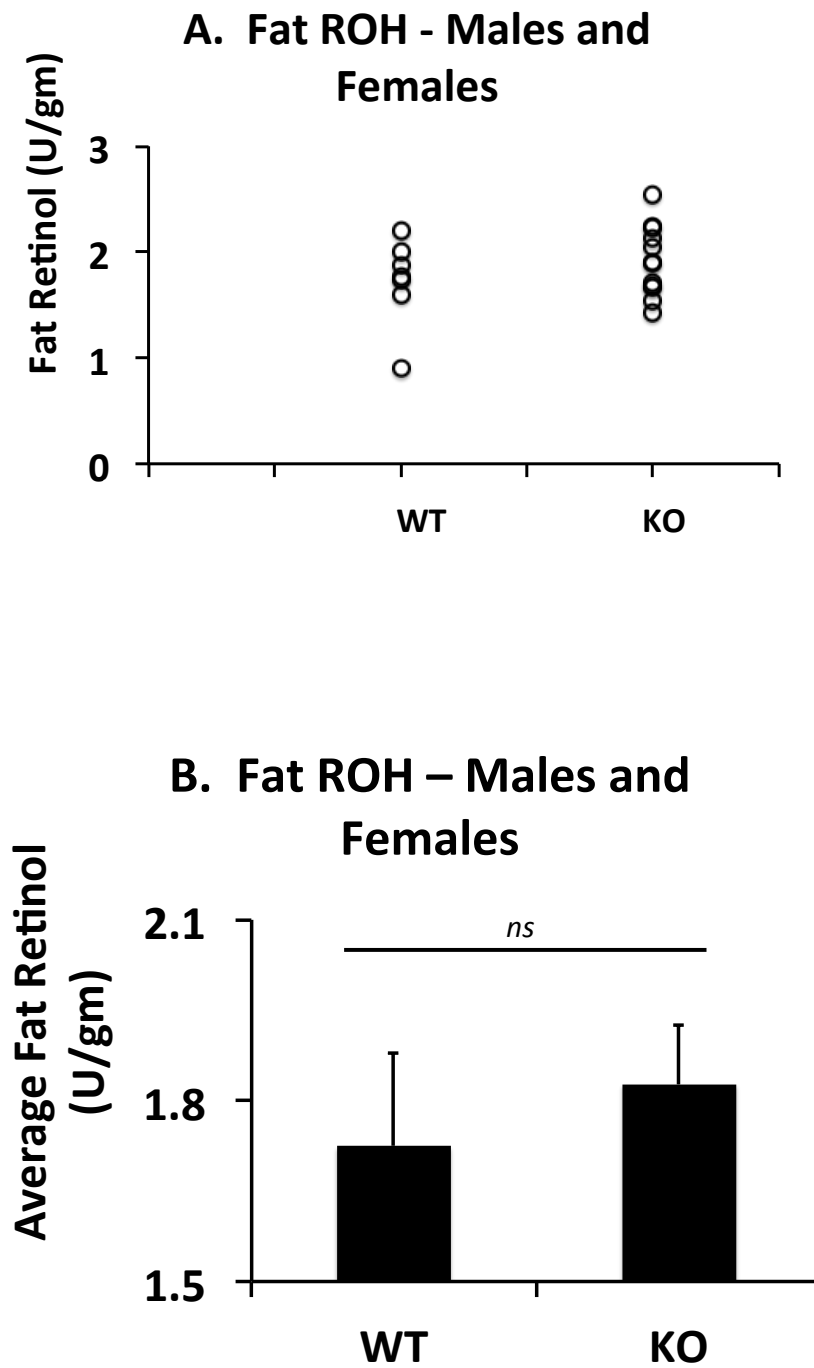 A. Fat ROH - Males and
Females
Fat Retinol (U/gm)
3
2
1
0
WT KO
B. Fat ROH – Males and
Females
Average Fat Retinol
(U/gm)
2.1
1.8
1.5
ns
WT KO